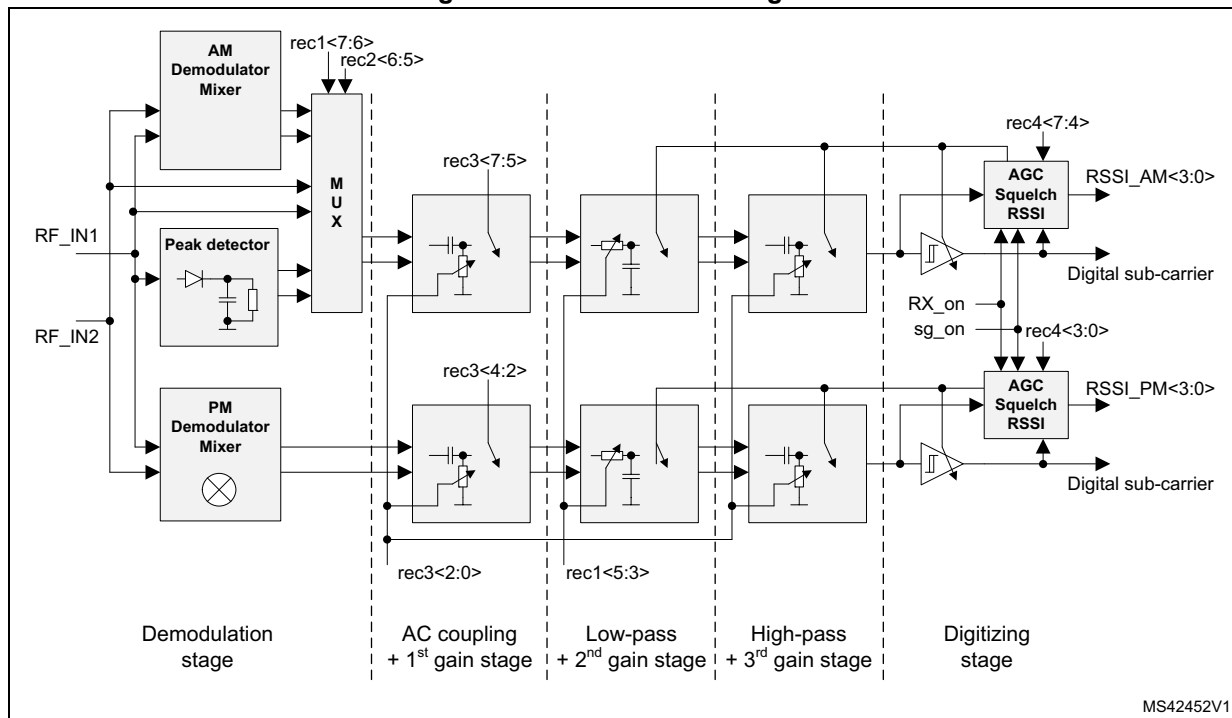 AM
Demodulator
Mixer
rec1<7:6>
rec2<6:5>
M
U
X
rec3<7:5>
rec4<7:4>
AGC
Squelch
RSSI
RSSI_AM<3:0>
RF_IN1
Peak detector
Digital sub-carrier
RX_on
RF_IN2
sg_on
rec4<3:0>
rec3<4:2>
PM
Demodulator
Mixer
AGC
Squelch
RSSI
RSSI_PM<3:0>
Digital sub-carrier
rec3<2:0>
rec1<5:3>
Demodulation
stage
AC coupling
+ 1st gain stage
Low-pass
+ 2nd gain stage
High-pass
+ 3rd gain stage
Digitizing
stage
MS42452V1